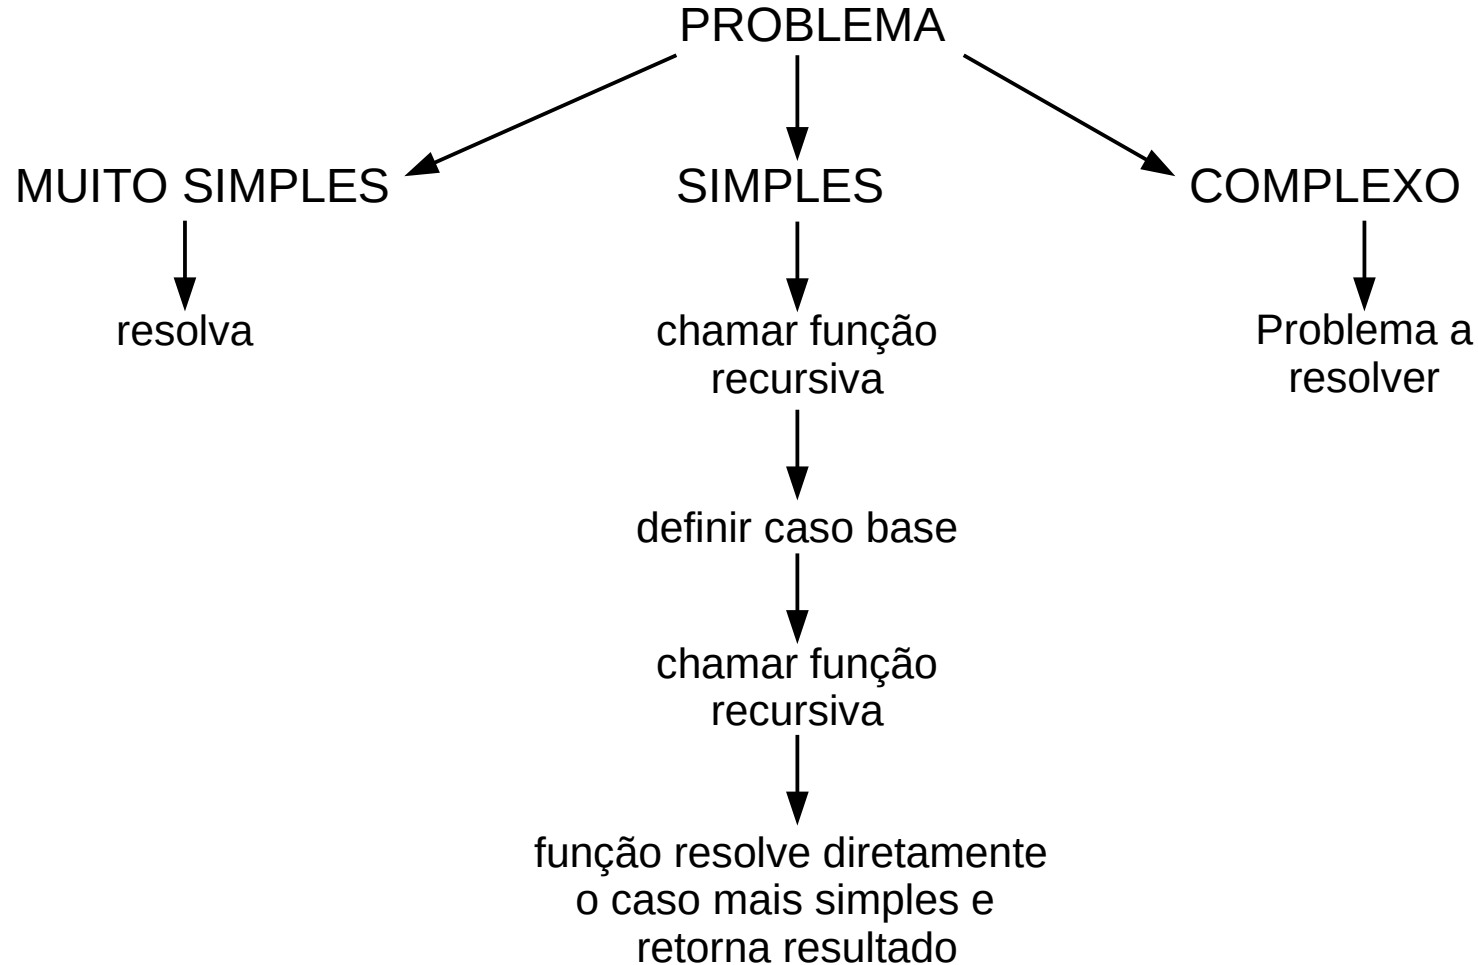 PROBLEMA
MUITO SIMPLES
SIMPLES
COMPLEXO
resolva
chamar função
recursiva
Problema a
resolver
definir caso base
chamar função
recursiva
função resolve diretamente
o caso mais simples e
retorna resultado